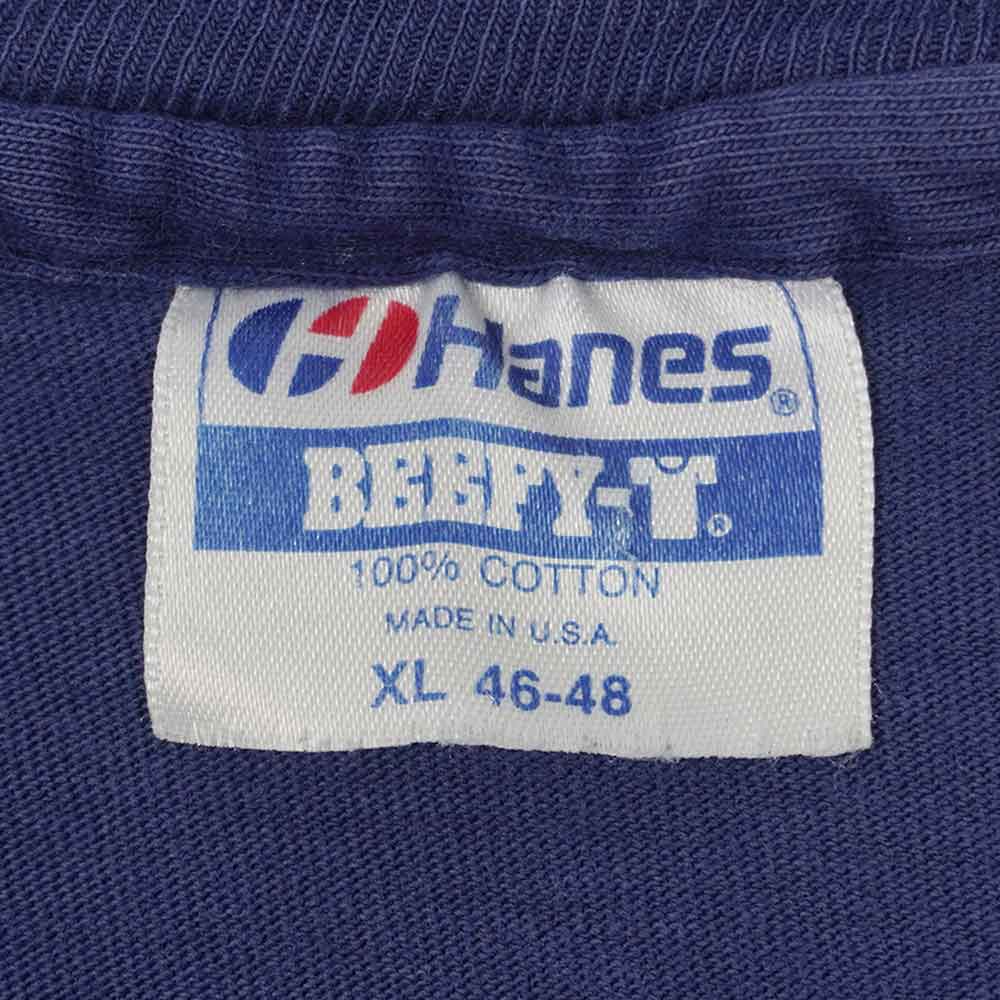 Hanes®
BEEFY-T®
100% COTTON
MADE IN U.S.A.
XL 46-48